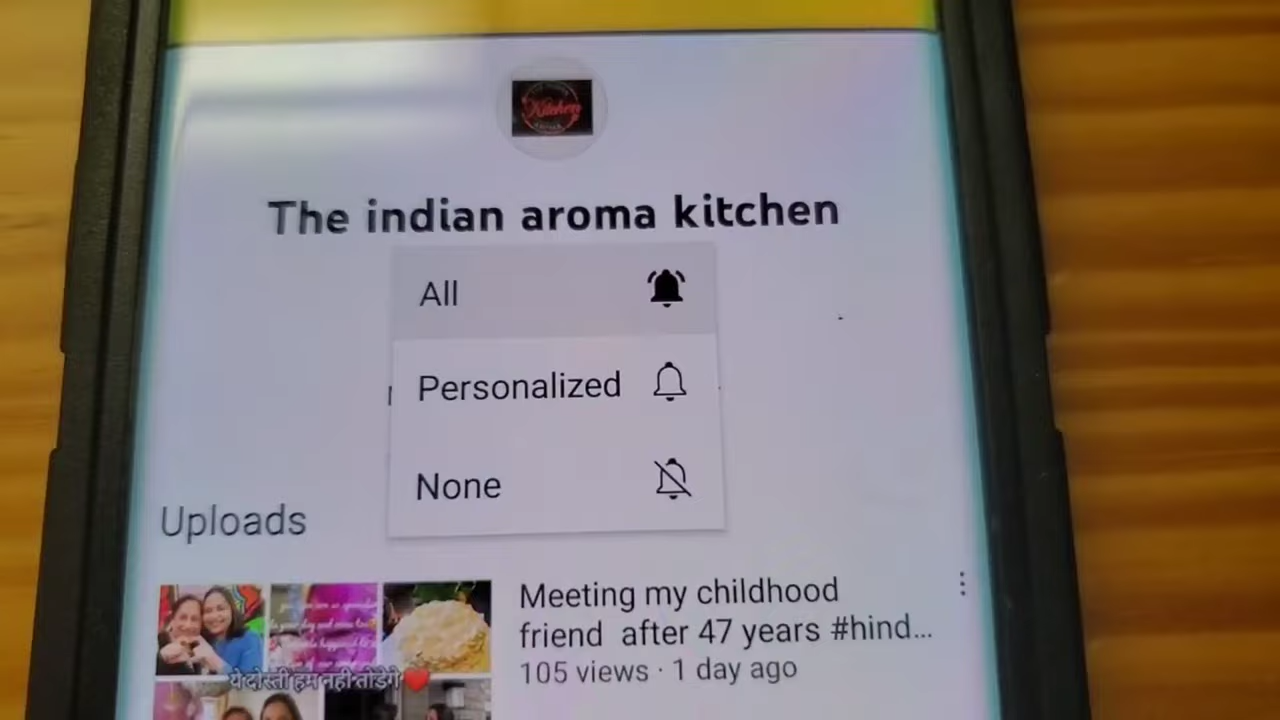 Kitchen
The indian aroma kitchen
All
Personalized
None
Uploads
Meeting my childhood
friend after 47 years #hind...
105 views · 1 day ago
ये दोस्ती हम नही तोडेगे ❤️